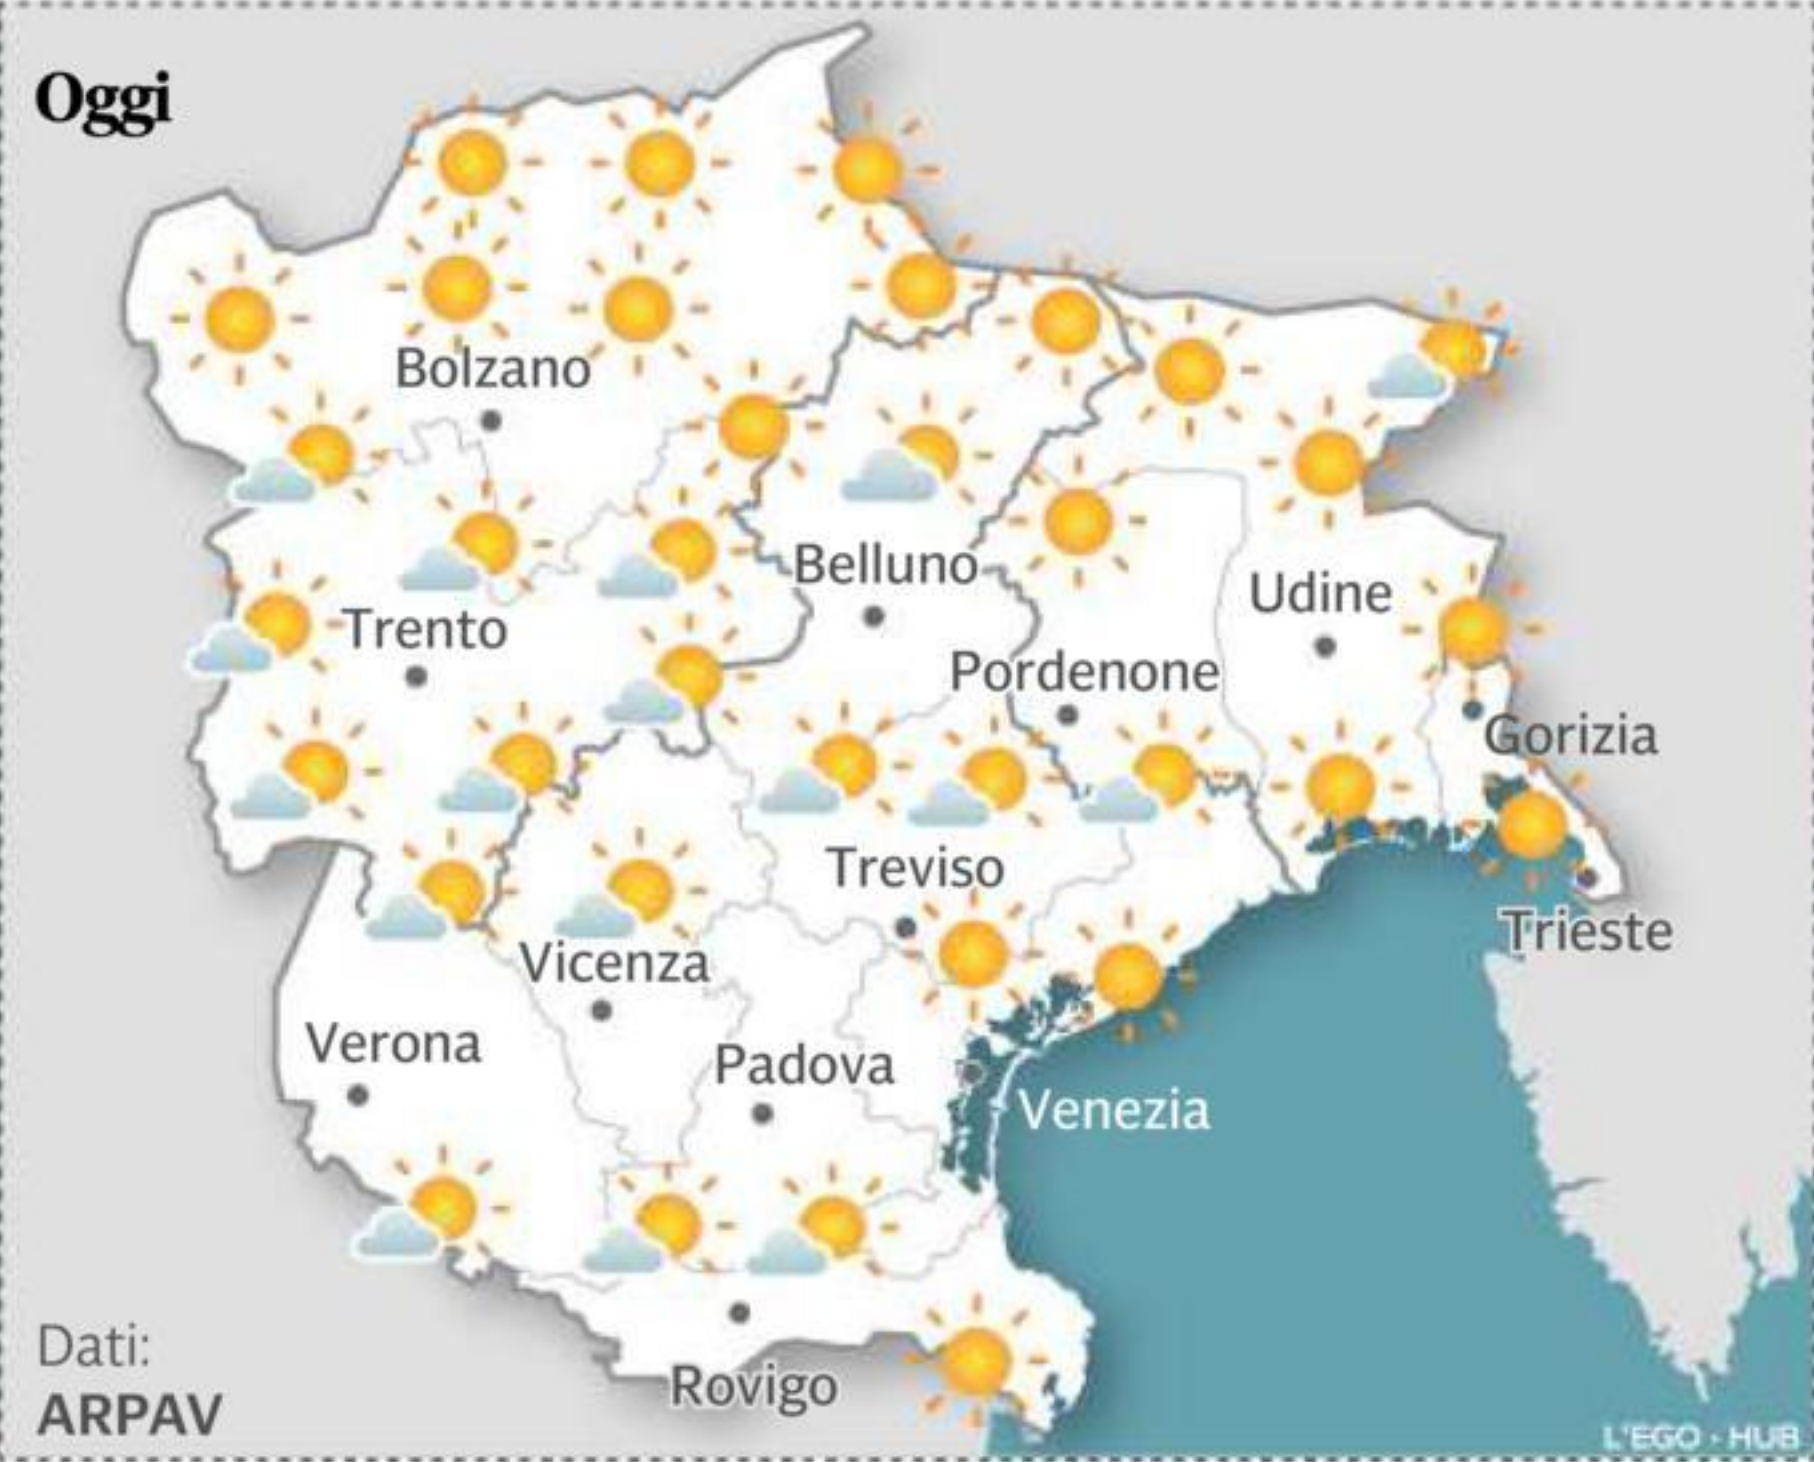 Oggi
Bolzano
Belluno
Udine
Trento
Pordenone
Gorizia
Treviso
Trieste
Vicenza
Verona
Padova
Venezia
Dati:
ARPAV
Rovigo
L'EGO - HUB